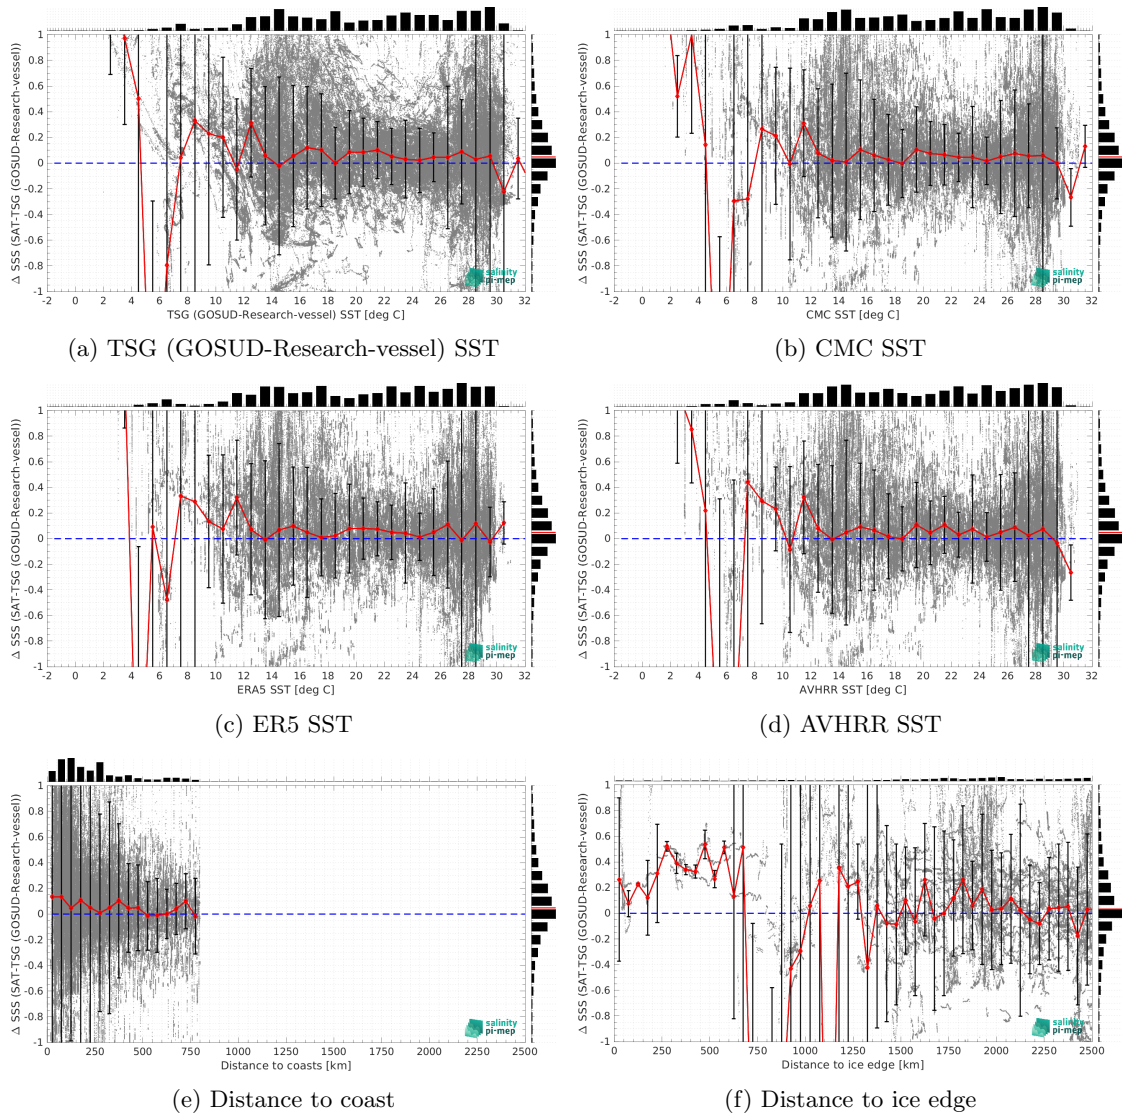 Δ SSS (SAT-TSG (GOSUD-Research-vessel))
1
0.8
0.6
0.4
0.2
0
-0.2
-0.4
-0.6
-0.8
-1
-2 0 2 4 6 8 10 12 14 16 18 20 22 24 26 28 30 32
TSG (GOSUD-Research-vessel) SST [deg C]
salinity
pi-mep
(a) TSG (GOSUD-Research-vessel) SST
Δ SSS (SAT-TSG (GOSUD-Research-vessel))
1
0.8
0.6
0.4
0.2
0
-0.2
-0.4
-0.6
-0.8
-1
-2 0 2 4 6 8 10 12 14 16 18 20 22 24 26 28 30 32
CMC SST [deg C]
salinity
pi-mep
(b) CMC SST
Δ SSS (SAT-TSG (GOSUD-Research-vessel))
1
0.8
0.6
0.4
0.2
0
-0.2
-0.4
-0.6
-0.8
-1
-2 0 2 4 6 8 10 12 14 16 18 20 22 24 26 28 30 32
ERA5 SST [deg C]
salinity
pi-mep
(c) ER5 SST
Δ SSS (SAT-TSG (GOSUD-Research-vessel))
1
0.8
0.6
0.4
0.2
0
-0.2
-0.4
-0.6
-0.8
-1
-2 0 2 4 6 8 10 12 14 16 18 20 22 24 26 28 30 32
AVHRR SST [deg C]
salinity
pi-mep
(d) AVHRR SST
Δ SSS (SAT-TSG (GOSUD-Research-vessel))
1
0.8
0.6
0.4
0.2
0
-0.2
-0.4
-0.6
-0.8
-1
0 250 500 750 1000 1250 1500 1750 2000 2250 2500
Distance to coasts [km]
salinity
pi-mep
(e) Distance to coast
Δ SSS (SAT-TSG (GOSUD-Research-vessel))
1
0.8
0.6
0.4
0.2
0
-0.2
-0.4
-0.6
-0.8
-1
0 250 500 750 1000 1250 1500 1750 2000 2250 2500
Distance to ice edge [km]
salinity
pi-mep
(f) Distance to ice edge